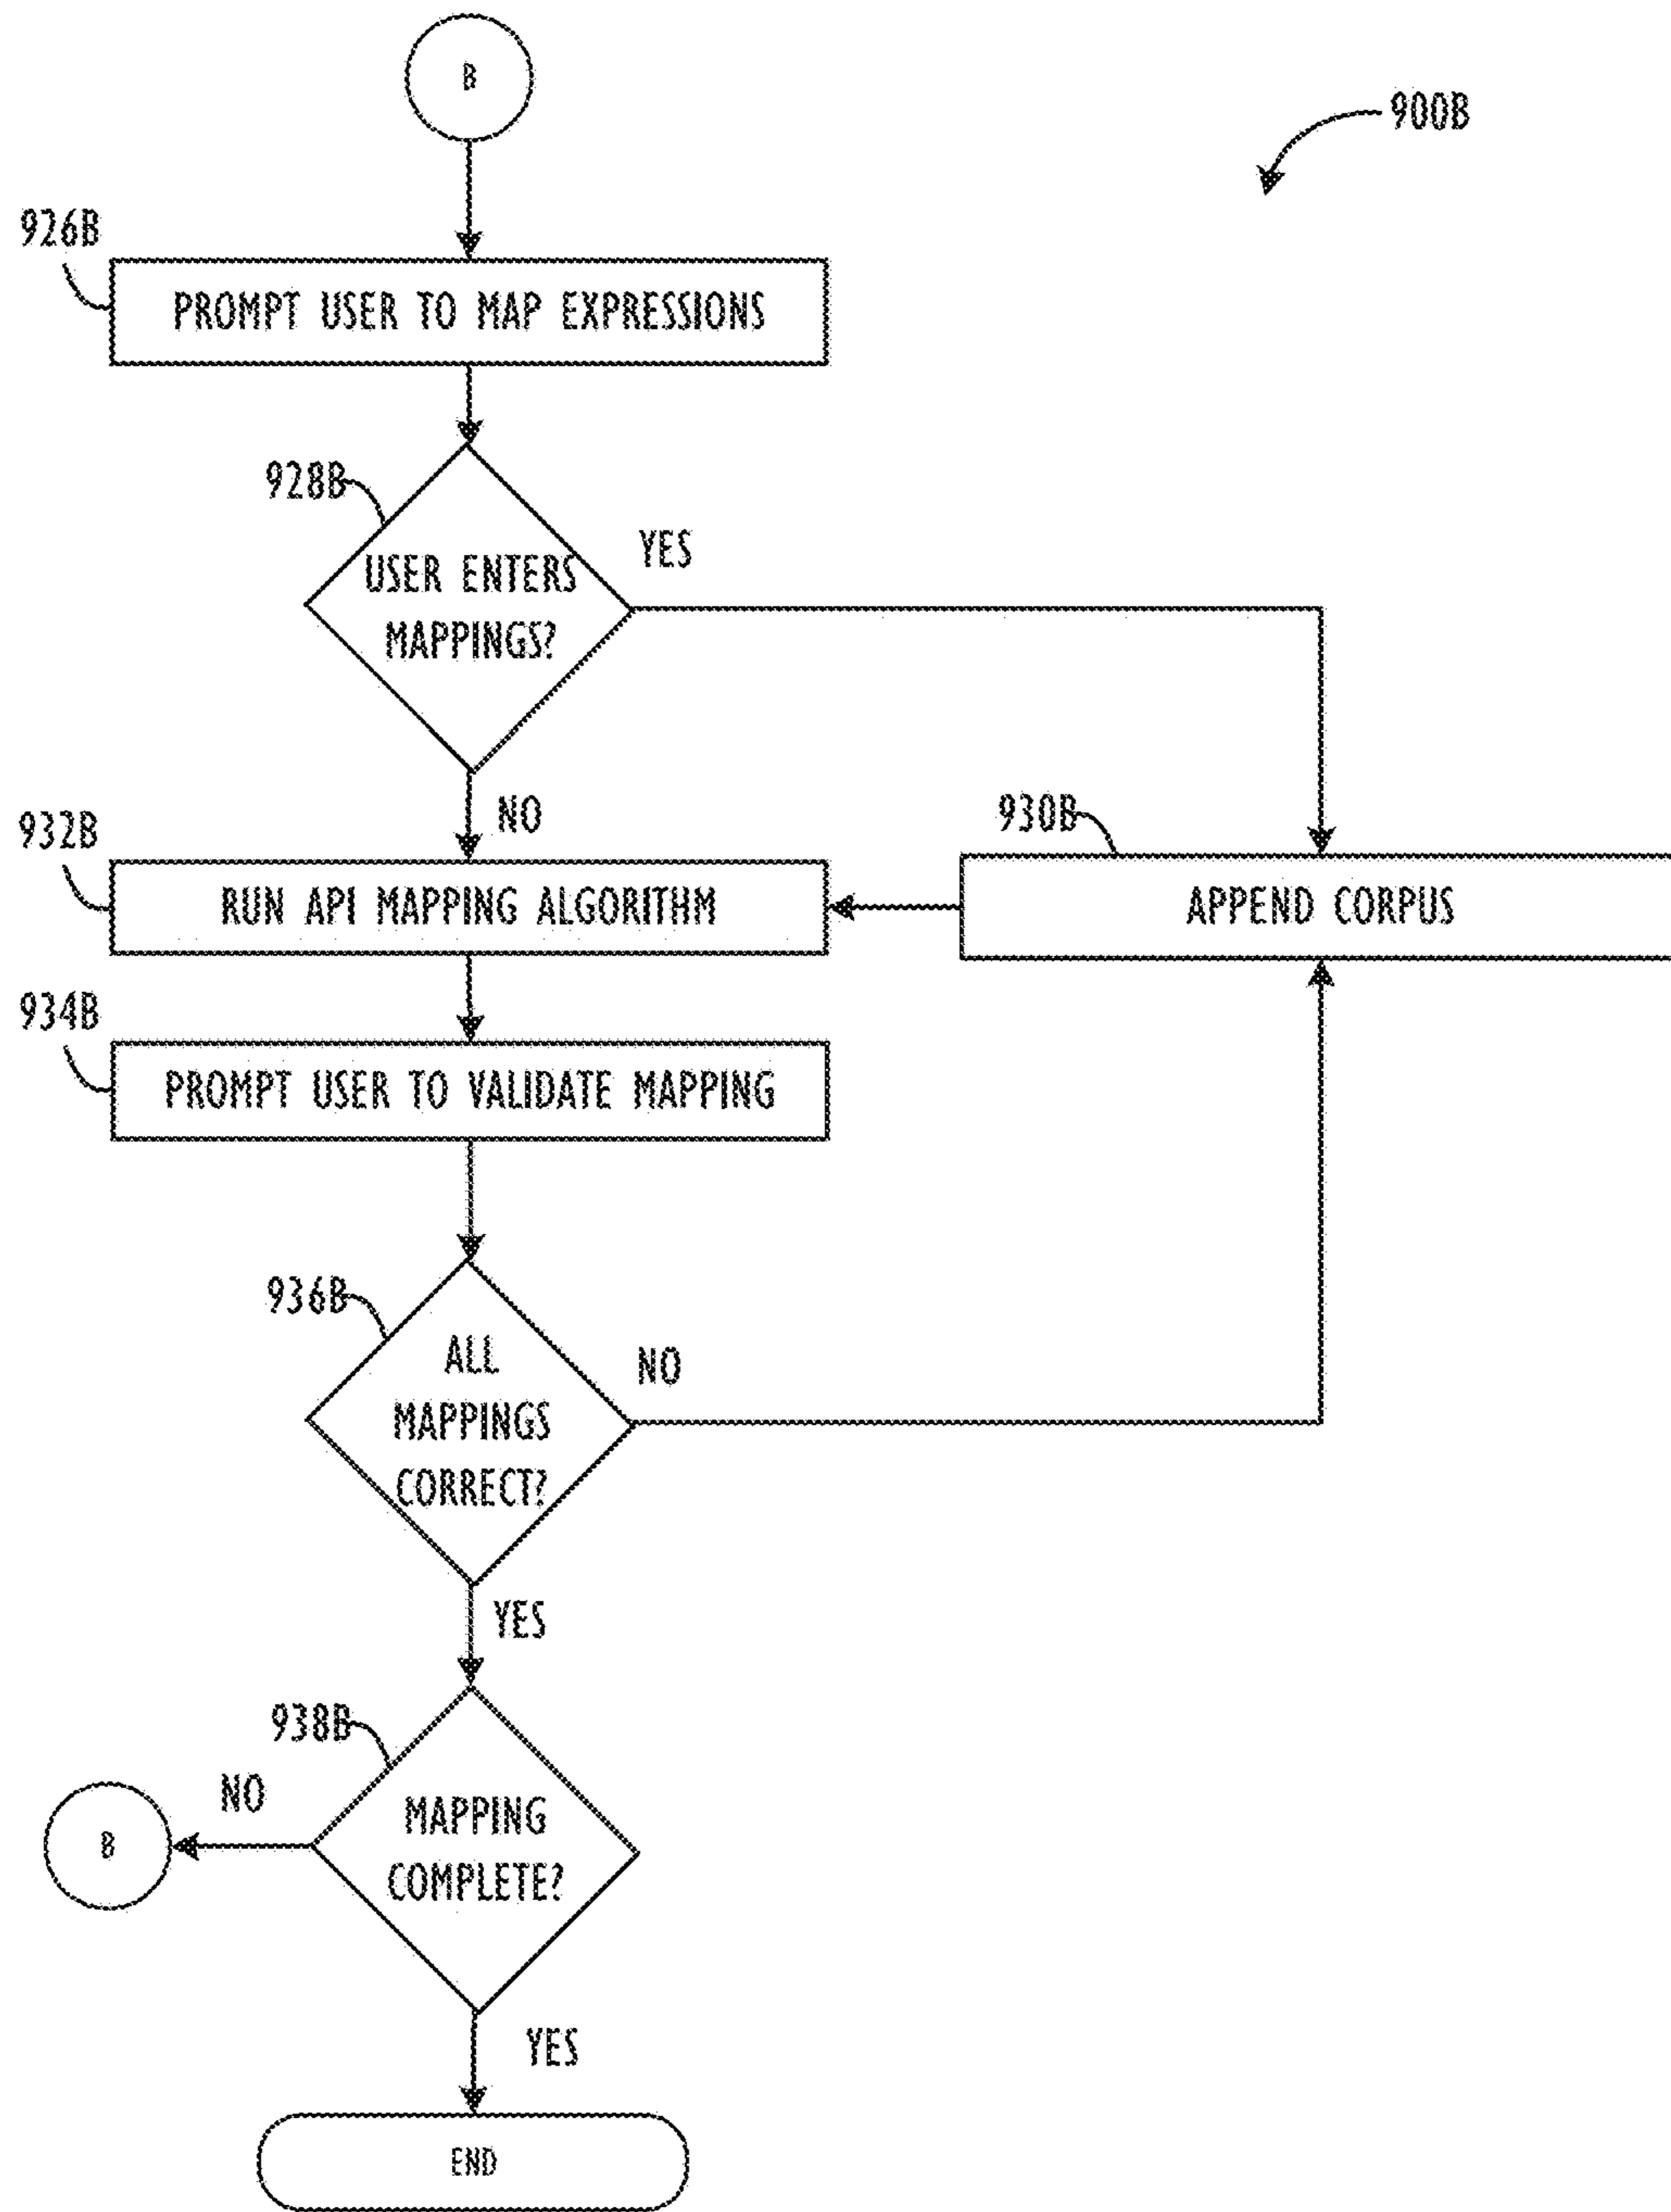 B
900B
926B
PROMPT USER TO MAP EXPRESSIONS
928B
USER ENTERS
MAPPINGS?
YES
NO
932B
RUN API MAPPING ALGORITHM
930B
APPEND CORPUS
934B
PROMPT USER TO VALIDATE MAPPING
936B
ALL
MAPPINGS
CORRECT?
NO
YES
938B
MAPPING
COMPLETE?
NO
B
YES
END